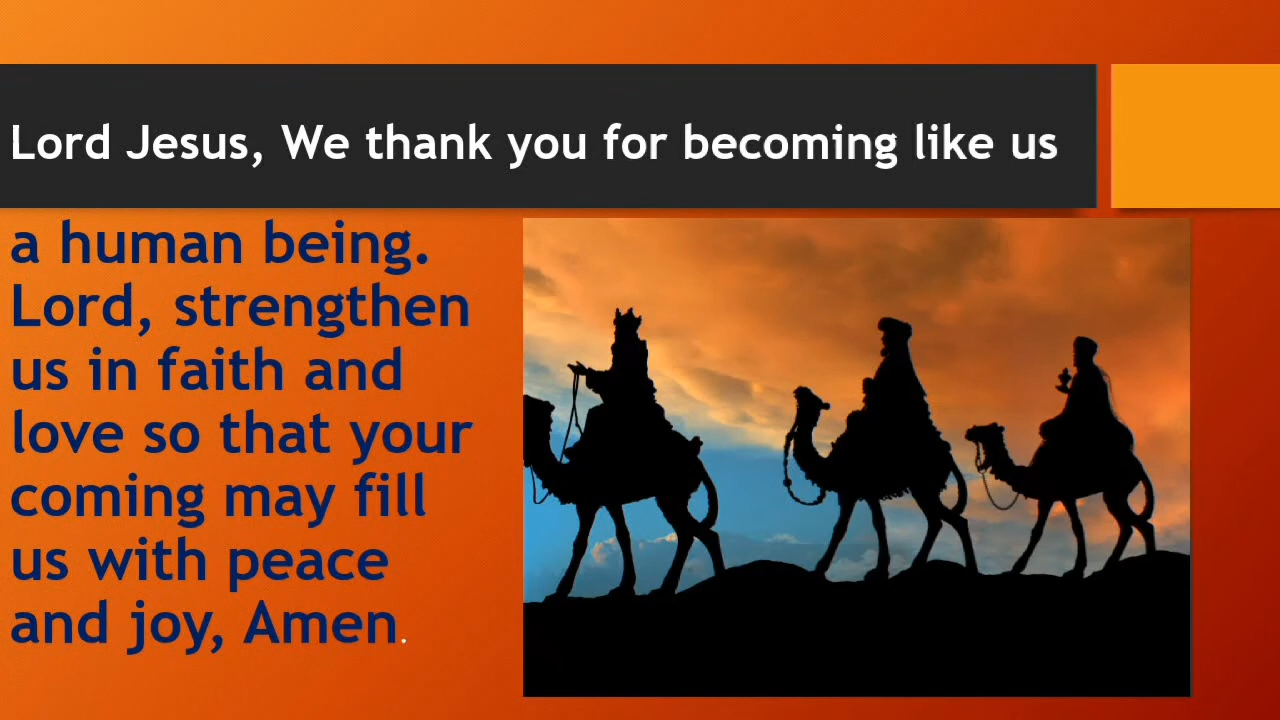 Lord Jesus, We thank you for becoming like us
a human being.
Lord, strengthen
us in faith and
love so that your
coming may fill
us with peace
and joy, Amen.